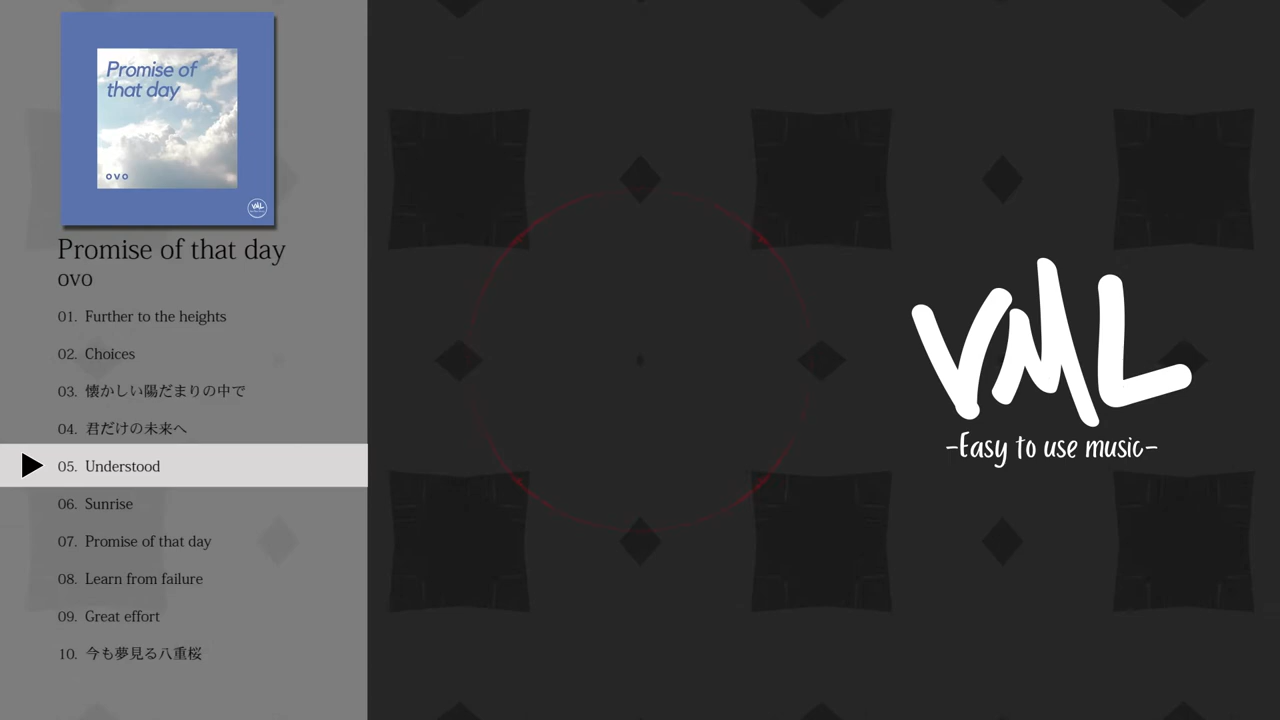 Promise of
that day
ovo
VML
Promise of that day
ovo
01. Further to the heights
02. Choices
03. 懐かしい陽だまりの中で
04. 君だけの未来へ
05. Understood
06. Sunrise
07. Promise of that day
08. Learn from failure
09. Great effort
10. 今も夢見る八重桜
VML
-Easy to use music-